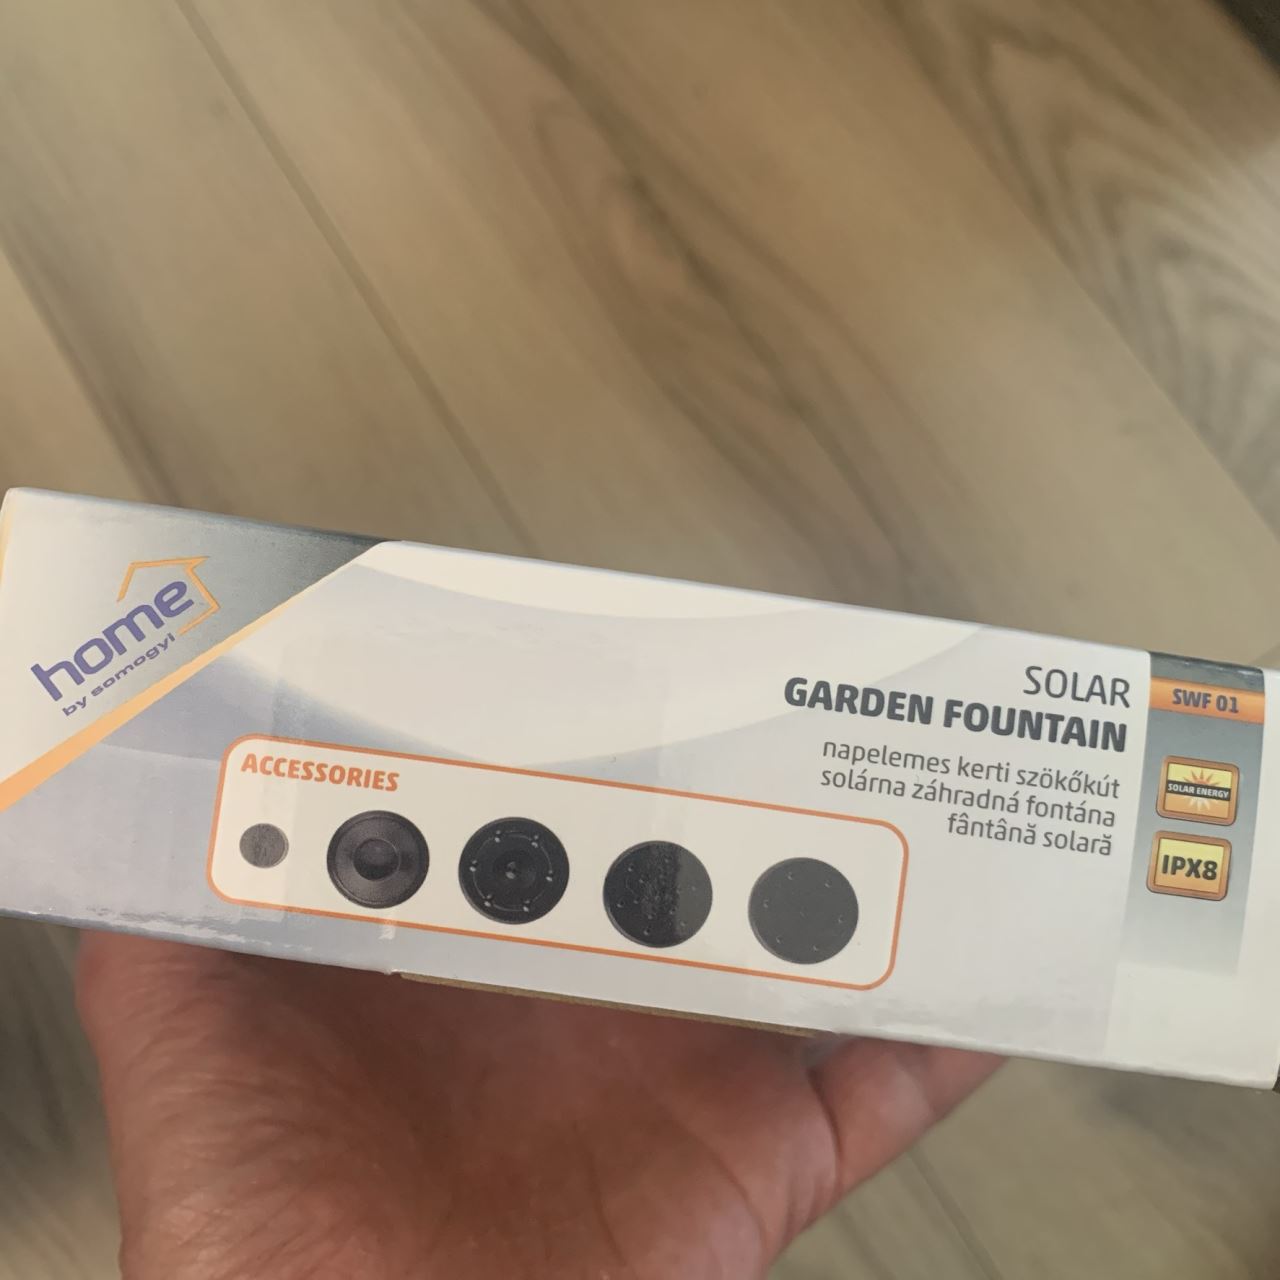 home
by somogyi
ACCESSORIES
SOLAR
GARDEN FOUNTAIN
napelemes kerti szökőkút
solárna záhradná fontána
fântână solară
SWF 01
SOLAR ENERGY
IPX8